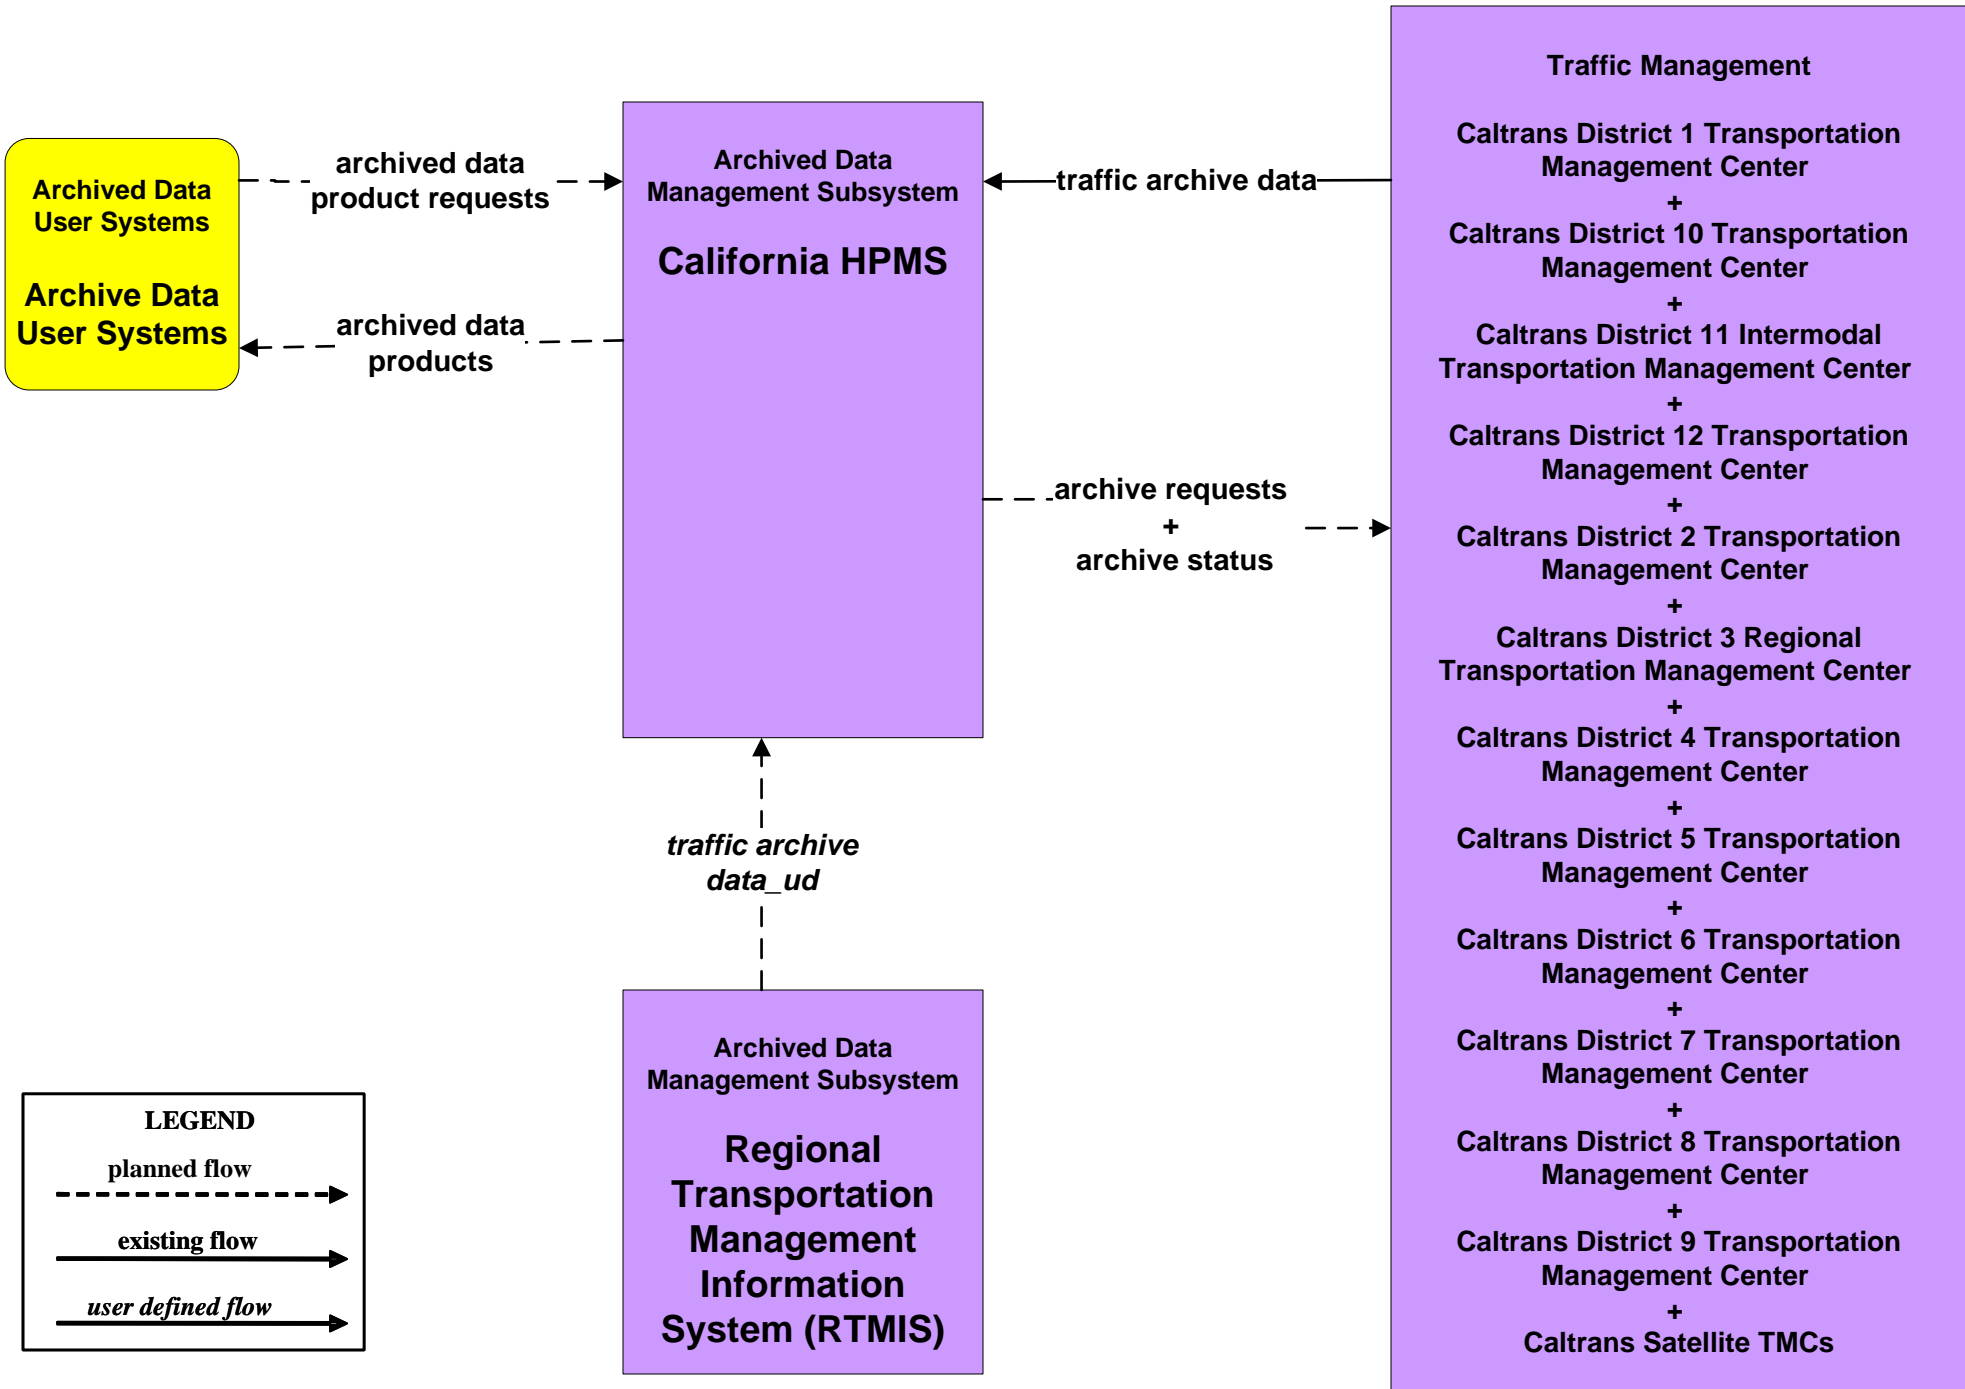 Archived Data
User Systems
Archive Data
User Systems
archived data
product requests
archived data
products
Archived Data
Management Subsystem
California HPMS
traffic archive data
archive requests
+
archive status
traffic archive
data_ud
Archived Data
Management Subsystem
Regional
Transportation
Management
Information
System (RTMIS)
Traffic Management
Caltrans District 1 Transportation
Management Center
+
Caltrans District 10 Transportation
Management Center
+
Caltrans District 11 Intermodal
Transportation Management Center
+
Caltrans District 12 Transportation
Management Center
+
Caltrans District 2 Transportation
Management Center
+
Caltrans District 3 Regional
Transportation Management Center
+
Caltrans District 4 Transportation
Management Center
+
Caltrans District 5 Transportation
Management Center
+
Caltrans District 6 Transportation
Management Center
+
Caltrans District 7 Transportation
Management Center
+
Caltrans District 8 Transportation
Management Center
+
Caltrans District 9 Transportation
Management Center
+
Caltrans Satellite TMCs
LEGEND
planned flow
existing flow
user defined flow